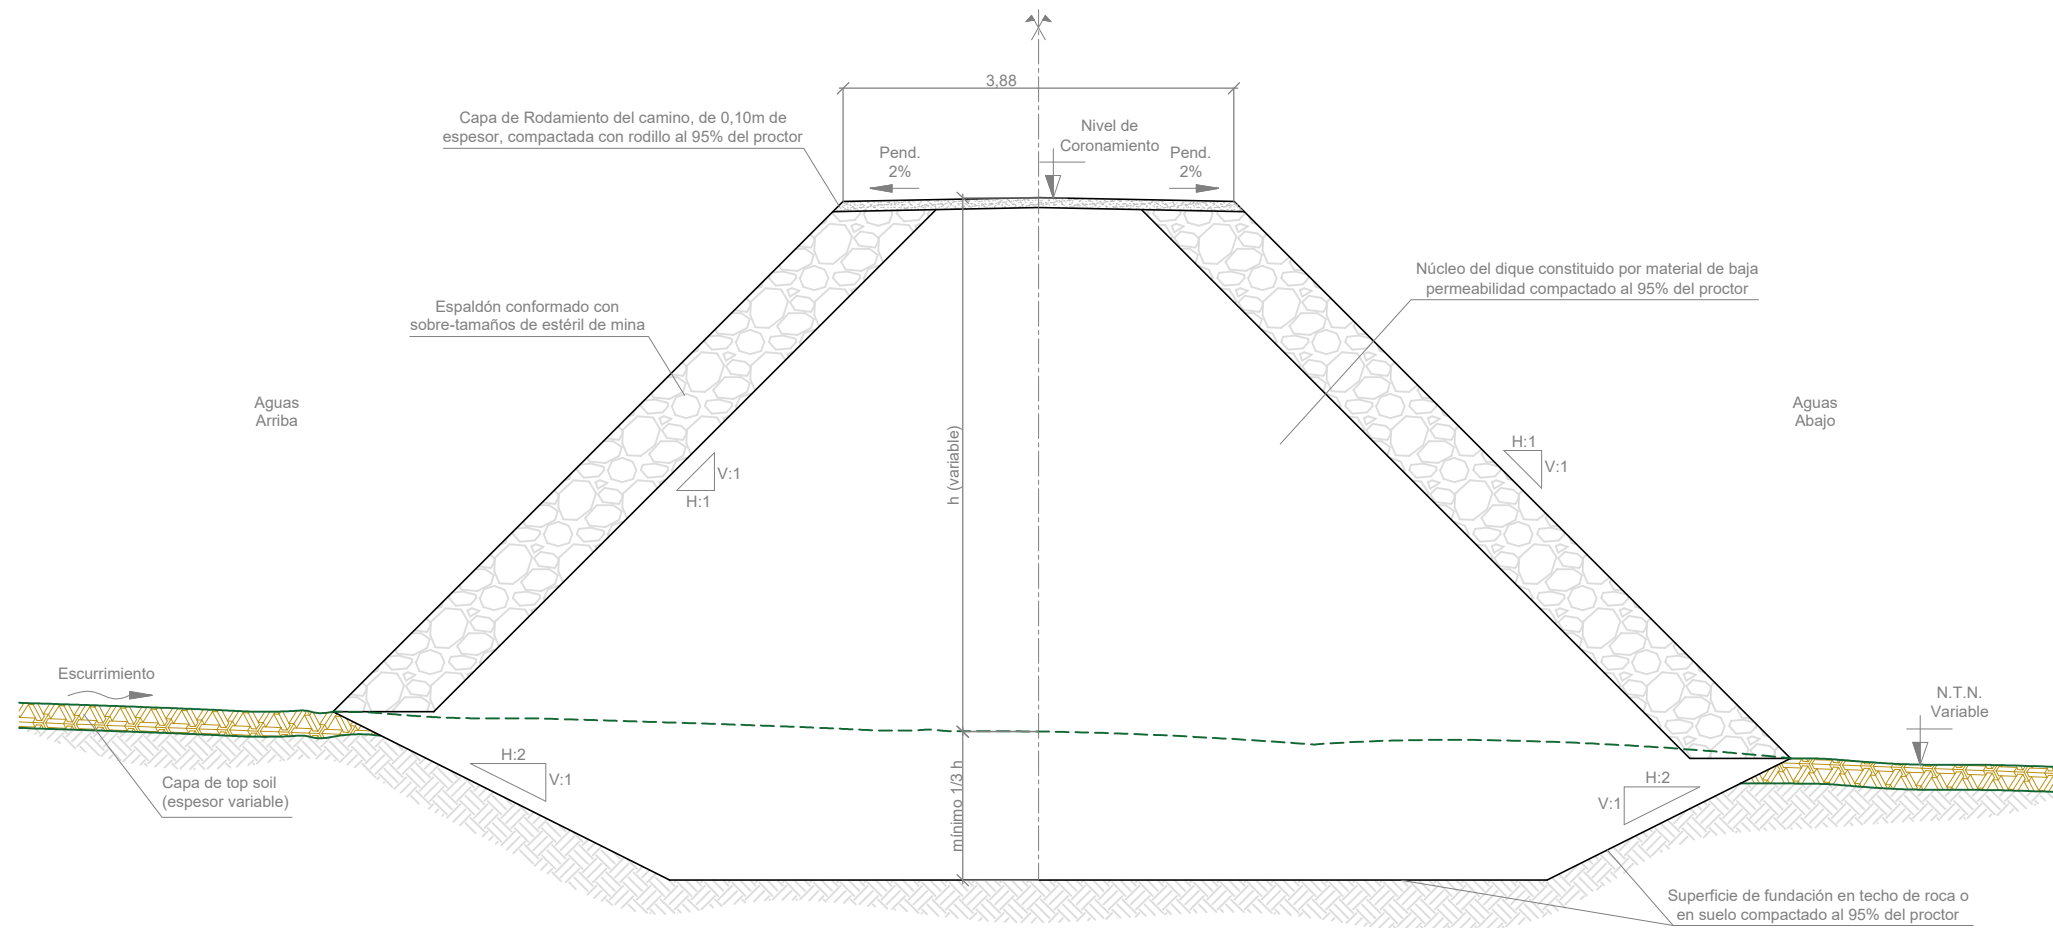 3,88
Capa de Rodamiento del camino, de 0,10m de
espesor, compactada con rodillo al 95% del proctor
Nivel de
Coronamiento
Pend.
2%
Pend.
2%
Núcleo del dique constituido por material de baja
permeabilidad compactado al 95% del proctor
Espaldón conformado con
sobre-tamaños de estéril de mina
Aguas
Arriba
Aguas
Abajo
h (variable)
H:1
V:1
V:1
H:1
Escurrimiento
N.T.N.
Variable
H:2
V:1
mínimo 1/3 h
H:2
V:1
Capa de top soil
(espesor variable)
Superficie de fundación en techo de roca o
en suelo compactado al 95% del proctor